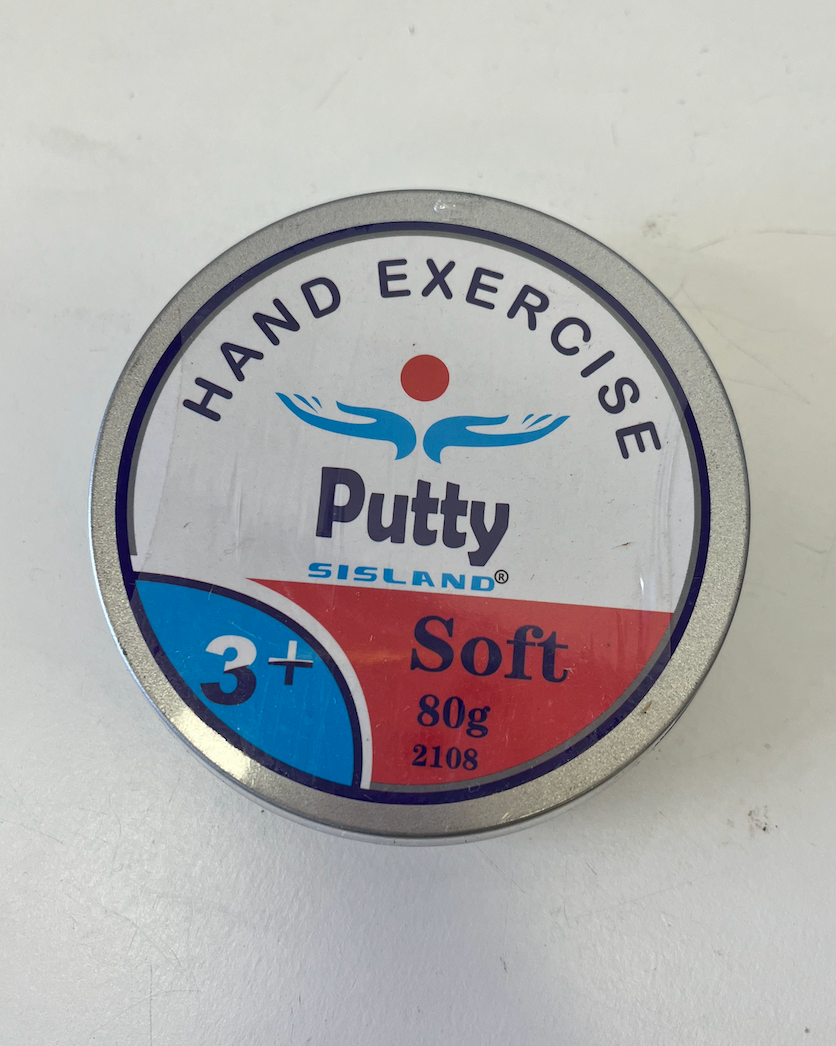 HAND EXERCISE
Putty
SISLAND®
3+
Soft
80g
2108